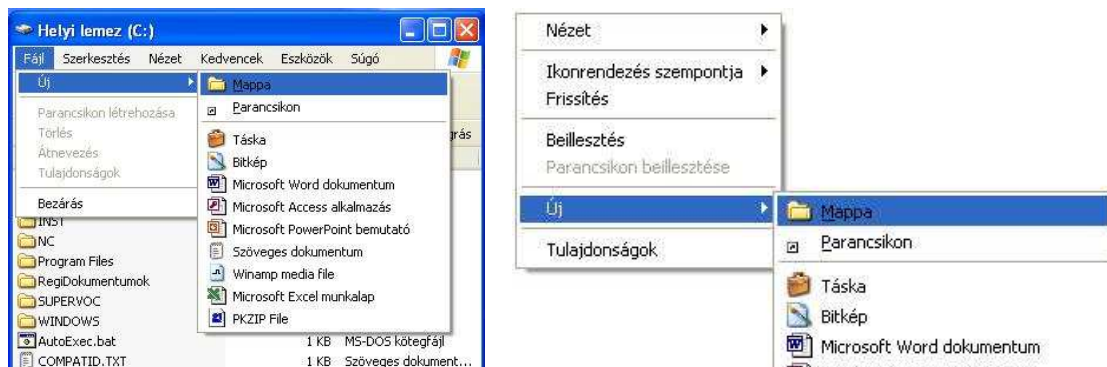 Helyi lemez (C:)
Fájl Szerkesztés Nézet Kedvencek Eszközök Súgó
Új
Parancsikon létrehozása
Törlés
Átnevezés
Tulajdonságok
Bezárás
Mappa
Parancsikon
Táska
Bitkép
Microsoft Word dokumentum
Microsoft Access alkalmazás
Microsoft PowerPoint bemutató
Szöveges dokumentum
Winamp media file
Microsoft Excel munkalap
PKZIP File
grás
INST
NC
Program Files
RegiDokumentumok
SUPERVOC
WINDOWS
AutoExec.bat 1 KB MS-DOS kötegfájl
COMPATID.TXT 1 KB Szöveges dokument...
Nézet
Ikonrendezés szempontja
Frissítés
Beillesztés
Parancsikon beillesztése
Új
Tulajdonságok
Mappa
Parancsikon
Táska
Bitkép
Microsoft Word dokumentum